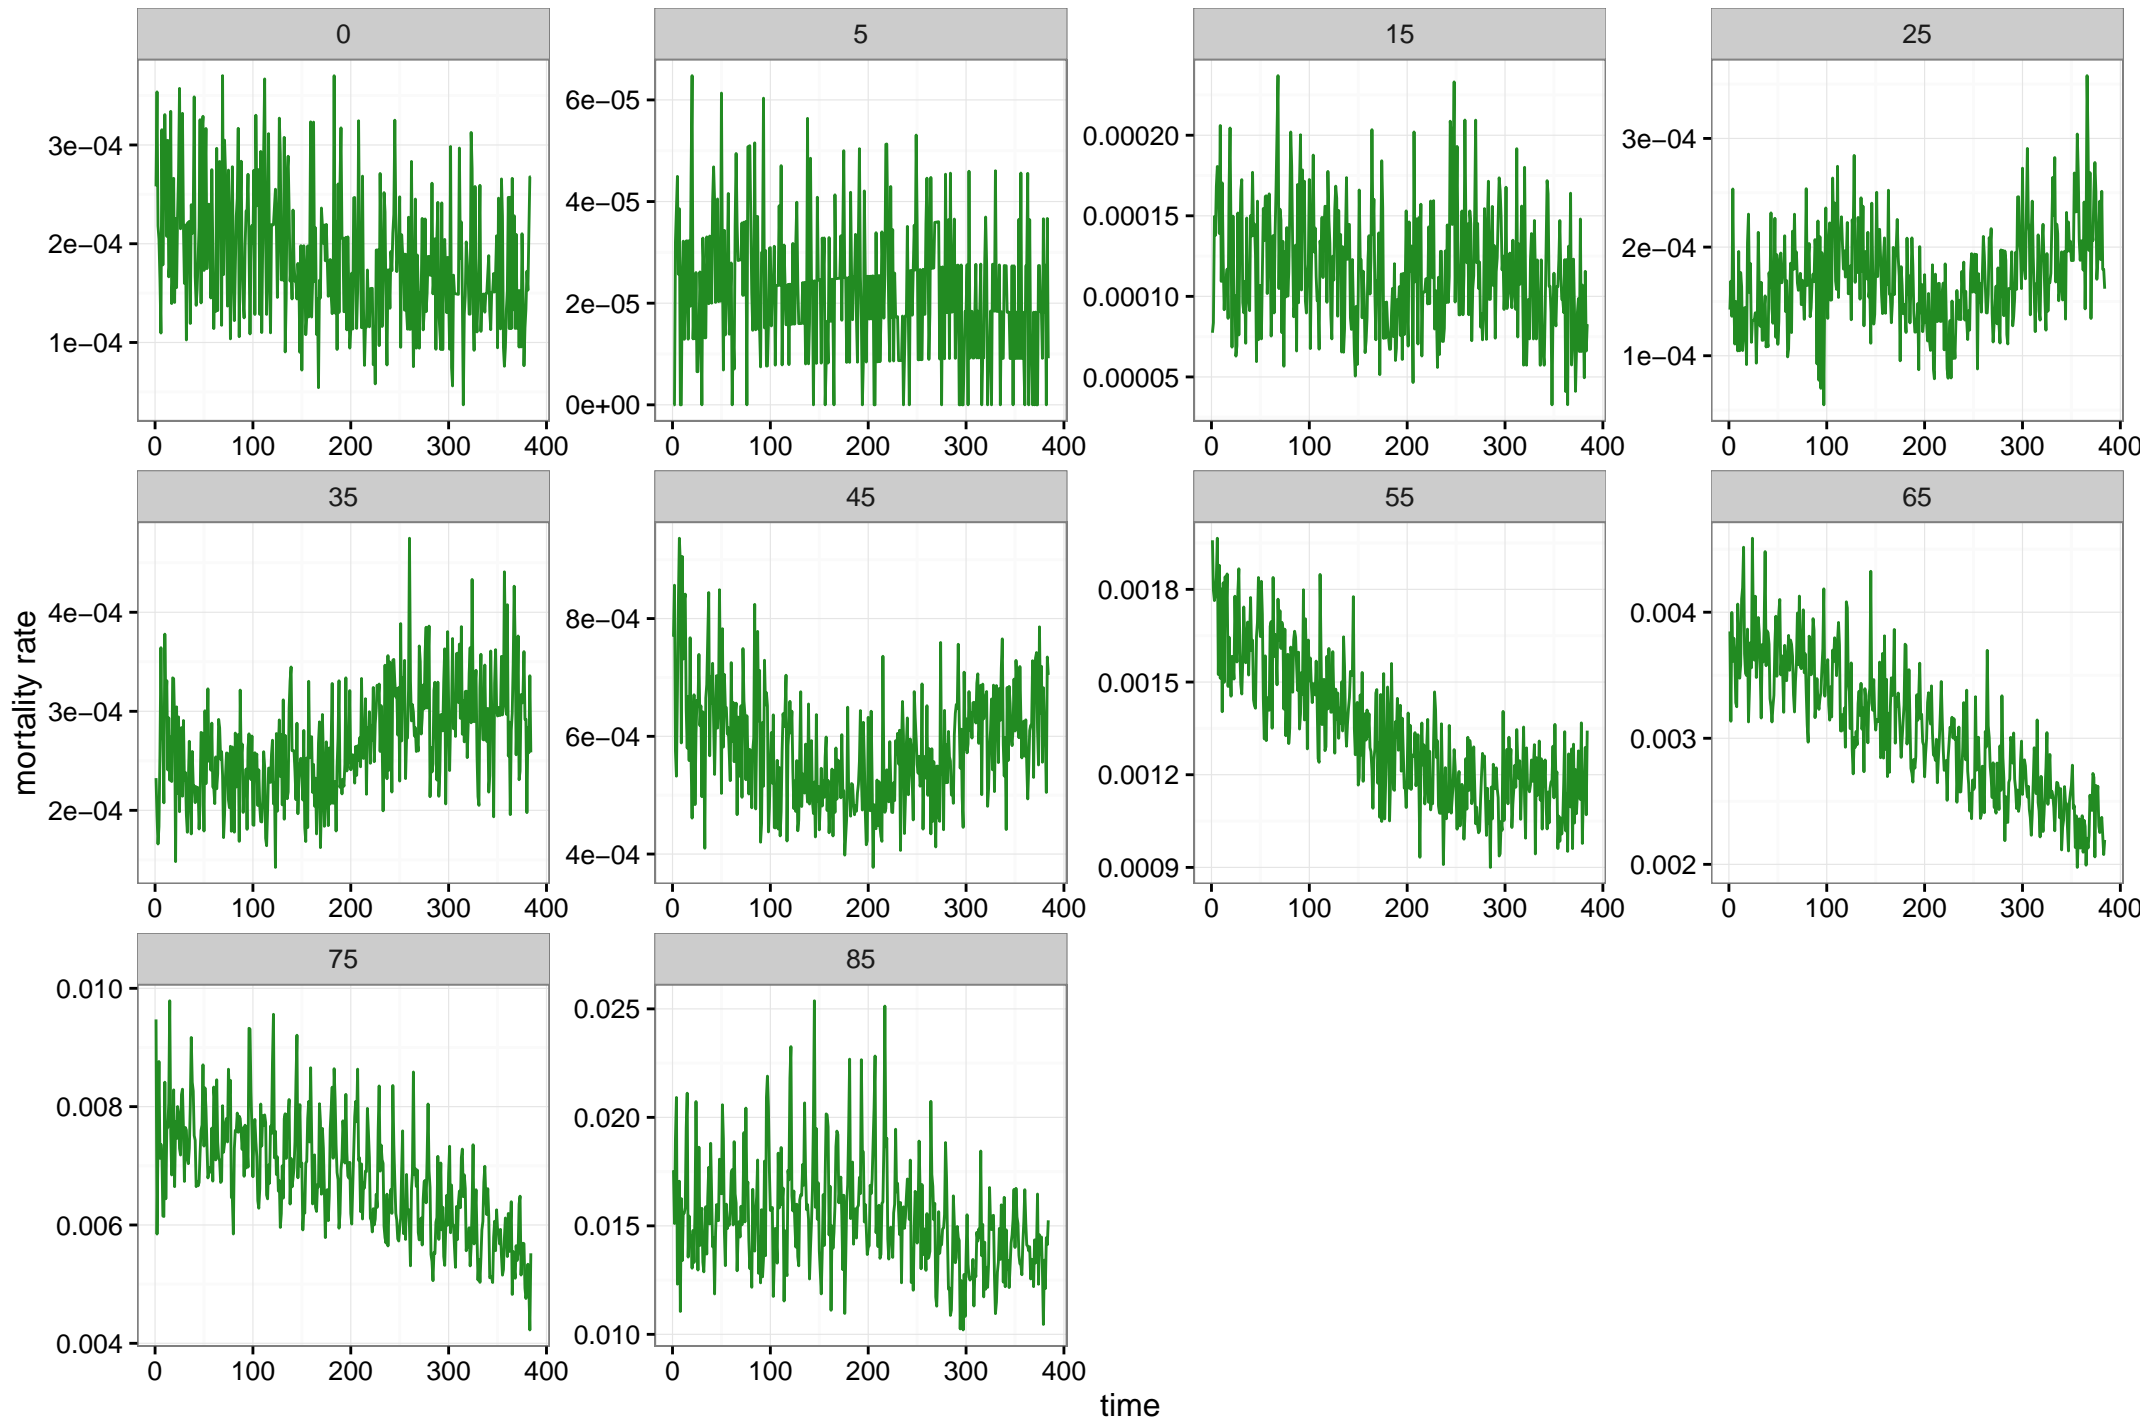 0 5 15 25
3e−04
2e−04
1e−04
6e−05
4e−05
2e−05
0e+00
0.00020
0.00015
0.00010
0.00005
3e−04
2e−04
1e−04
0 100 200 300 400 0 100 200 300 400 0 100 200 300 400 0 100 200 300 400
35 45 55 65
4e−04
3e−04
2e−04
8e−04
6e−04
4e−04
0.0018
0.0015
0.0012
0.0009
0.004
0.003
0.002
0 100 200 300 400 0 100 200 300 400 0 100 200 300 400 0 100 200 300 400
mortality rate
75 85
0.010
0.008
0.006
0.004
0.025
0.020
0.015
0.010
0 100 200 300 400 0 100 200 300 400
time